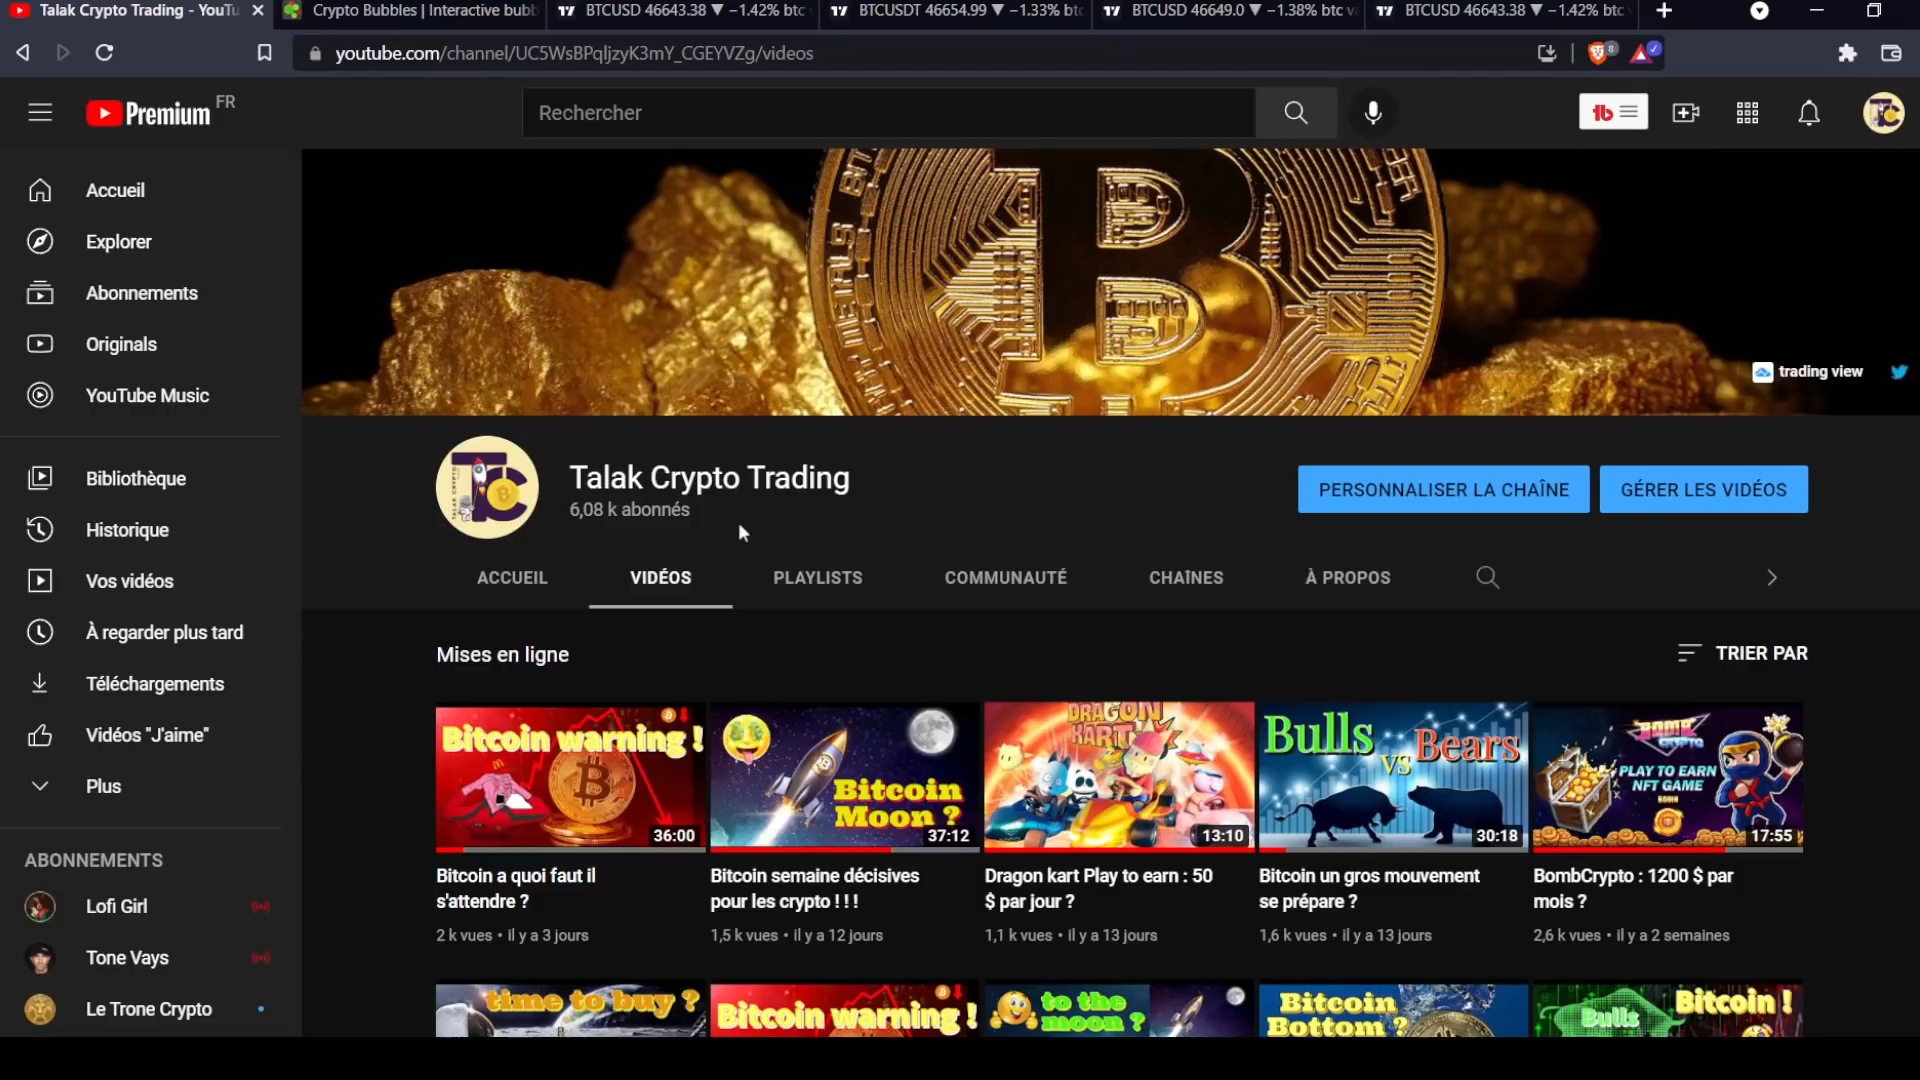 Talak Crypto Trading - YouTu
Crypto Bubbles | Interactive bubb
BTCUSD 46643.38 ▼ −1.42% btc
BTCUSDT 46654.99 ▼ −1.33% btc
BTCUSD 46649.0 ▼ −1.38% btc v
BTCUSD 46643.38 ▼ −1.42% btc
youtube.com/channel/UC5WsBPqljzyK3mY_CGEYVZg/videos
8
Premium FR
Rechercher
Accueil
Explorer
Abonnements
Originals
YouTube Music
Bibliothèque
Historique
Vos vidéos
À regarder plus tard
Téléchargements
Vidéos "J'aime"
Plus
ABONNEMENTS
Lofi Girl
Tone Vays
Le Trone Crypto
trading view
Talak Crypto Trading
6,08 k abonnés
PERSONNALISER LA CHAÎNE
GÉRER LES VIDÉOS
ACCUEIL
VIDÉOS
PLAYLISTS
COMMUNAUTÉ
CHAÎNES
À PROPOS
Mises en ligne
TRIER PAR
Bitcoin warning !
36:00
Bitcoin
Moon ?
37:12
DRAGON
KART
13:10
Bulls
vs Bears
30:18
BOMB
CRYPTO
PLAY TO EARN
NFT GAME
17:55
Bitcoin a quoi faut il
s'attendre ?
2 k vues • il y a 3 jours
Bitcoin semaine décisives
pour les crypto ! ! !
1,5 k vues • il y a 12 jours
Dragon kart Play to earn : 50
$ par jour ?
1,1 k vues • il y a 13 jours
Bitcoin un gros mouvement
se prépare ?
1,6 k vues • il y a 13 jours
BombCrypto : 1200 $ par
mois ?
2,6 k vues • il y a 2 semaines
time to buy ?
Bitcoin warning !
to the
moon ?
Bitcoin
Bottom ?
Bulls
Bitcoin !